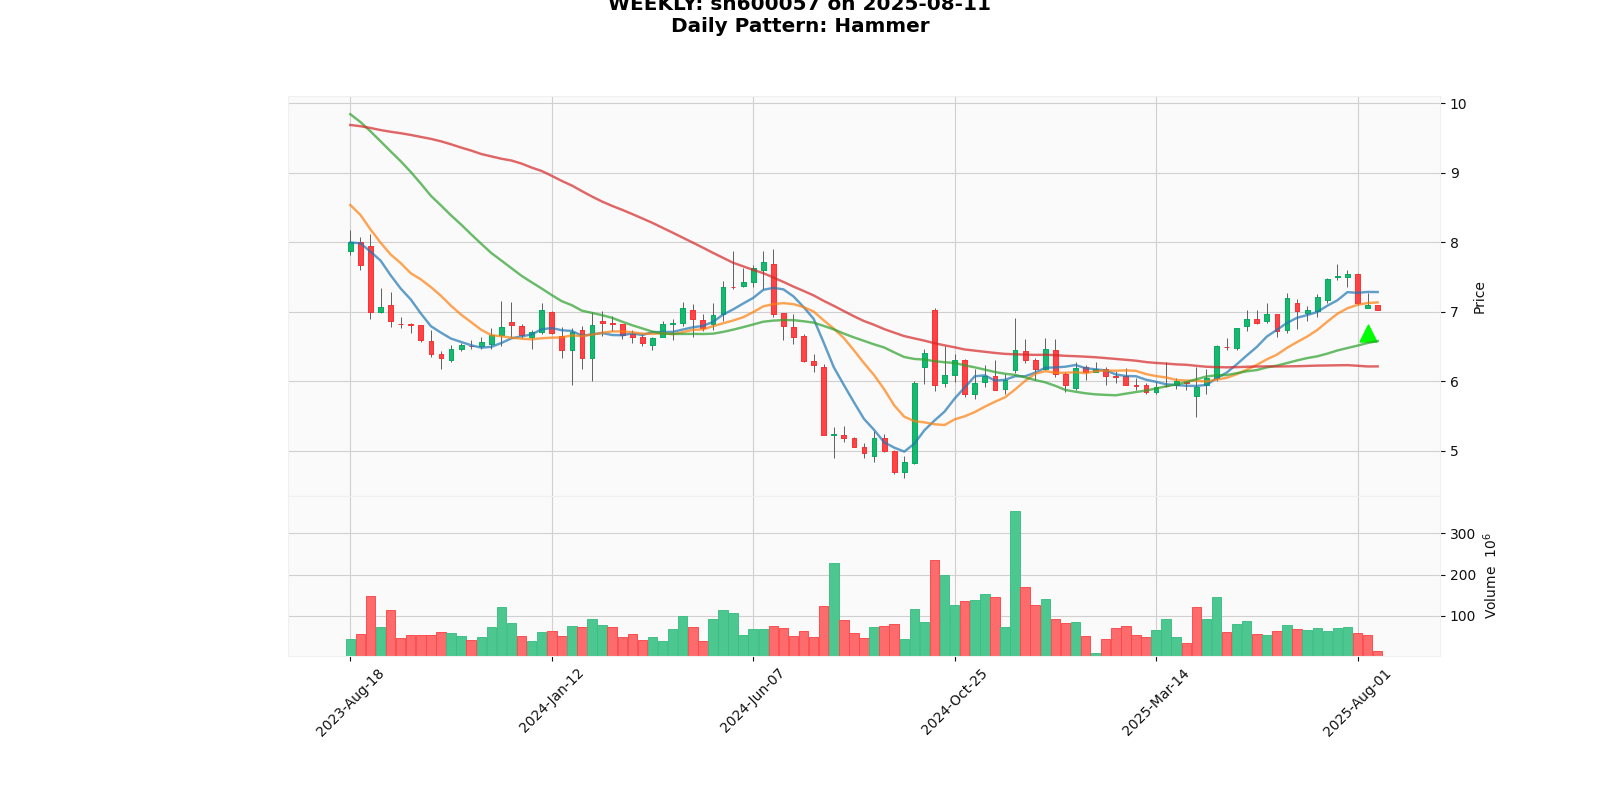 WEEKLY: sh600057 on 2025-08-11
Daily Pattern: Hammer
10
9
8
7
6
5
Price
300
200
100
Volume 10⁶
2023-Aug-18
2024-Jan-12
2024-Jun-07
2024-Oct-25
2025-Mar-14
2025-Aug-01